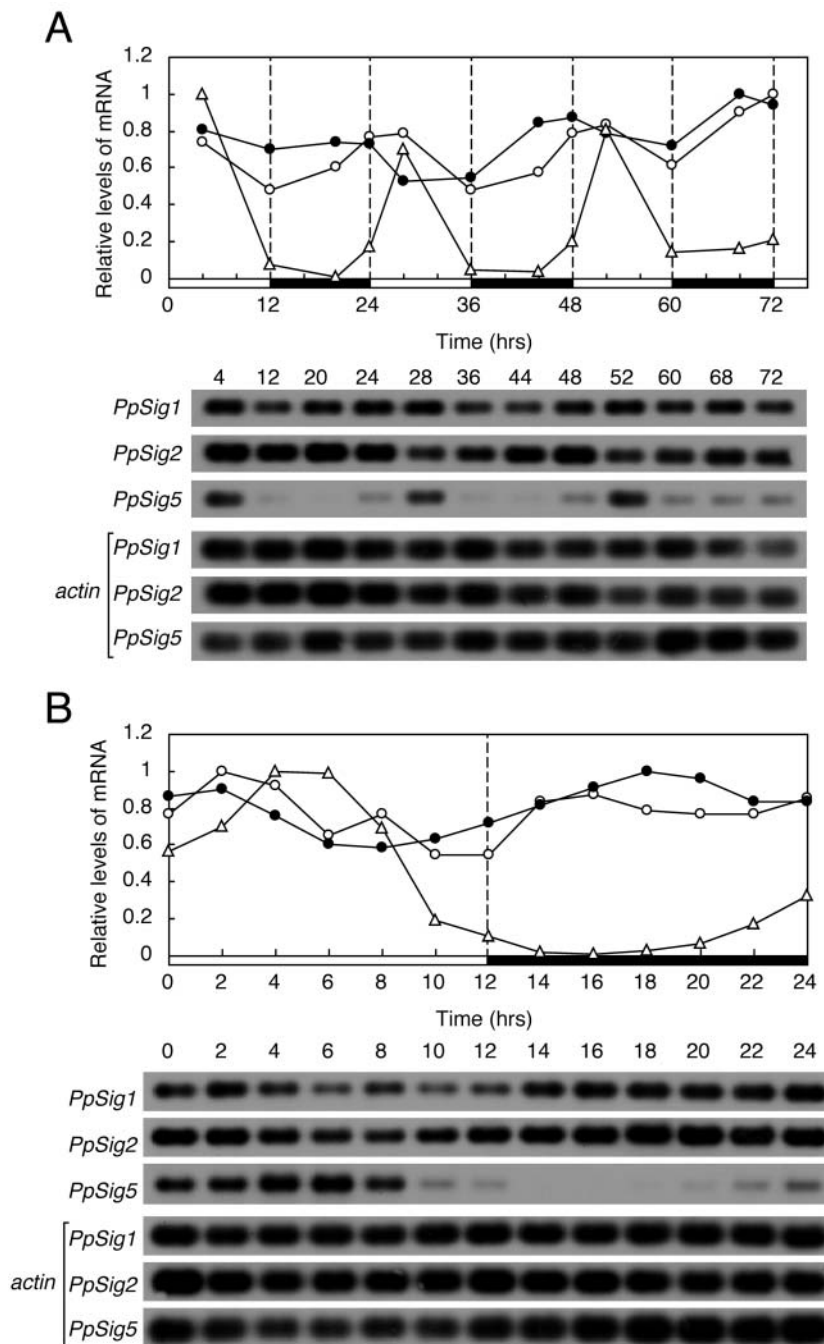 A
1.2
1
0.8
0.6
0.4
0.2
0
Relative levels of mRNA
0 12 24 36 48 60 72
Time (hrs)
4 12 20 24 28 36 44 48 52 60 68 72
PpSig1
PpSig2
PpSig5
PpSig1
actin PpSig2
PpSig5
B
1.2
1
0.8
0.6
0.4
0.2
0
Relative levels of mRNA
0 2 4 6 8 10 12 14 16 18 20 22 24
Time (hrs)
0 2 4 6 8 10 12 14 16 18 20 22 24
PpSig1
PpSig2
PpSig5
PpSig1
actin PpSig2
PpSig5